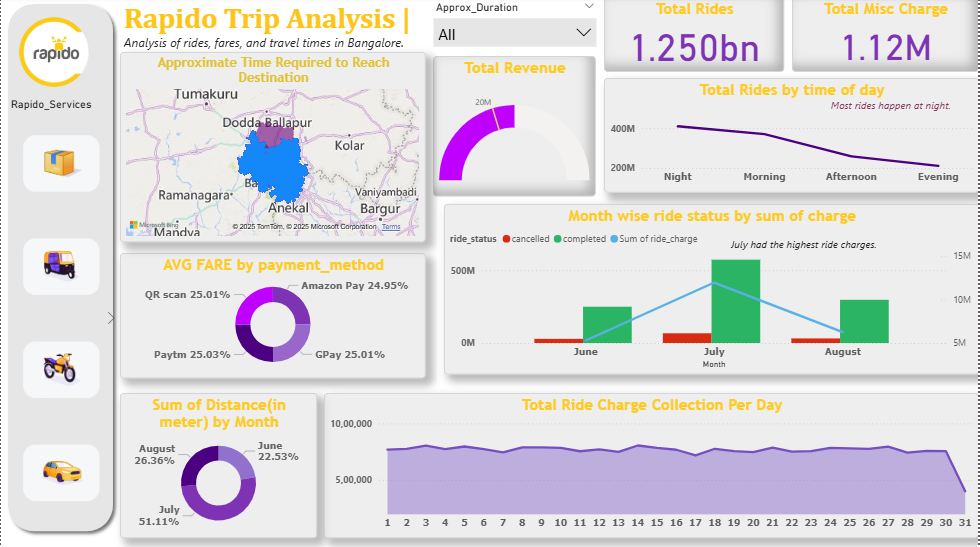 rapido
Rapido_Services
Rapido Trip Analysis |
Analysis of rides, fares, and travel times in Bangalore.
Approx_Duration
All
Total Rides
1.250bn
Total Misc Charge
1.12M
Approximate Time Required to Reach
Destination
Tumakuru
Dodda Ballapur
Kolar
Ramanagara
Ba
Vaniyambadi
Anekal
Bargur
Mandya
Microsoft Bing
© 2025 TomTom, © 2025 Microsoft Corporation Terms
Total Revenue
20M
Total Rides by time of day
Most rides happen at night.
400M
200M
Night
Morning
Afternoon
Evening
Month wise ride status by sum of charge
ride_status
cancelled
completed
Sum of ride_charge
July had the highest ride charges.
500M
0M
15M
10M
5M
June
July
August
Month
AVG FARE by payment_method
QR scan 25.01%
Amazon Pay 24.95%
Paytm 25.03%
GPay 25.01%
Sum of Distance(in
meter) by Month
August
26.36%
June
22.53%
July
51.11%
Total Ride Charge Collection Per Day
10,00,000
5,00,000
1 2 3 4 5 6 7 8 9 10 11 12 13 14 15 16 17 18 19 20 21 22 23 24 25 26 27 28 29 30 31